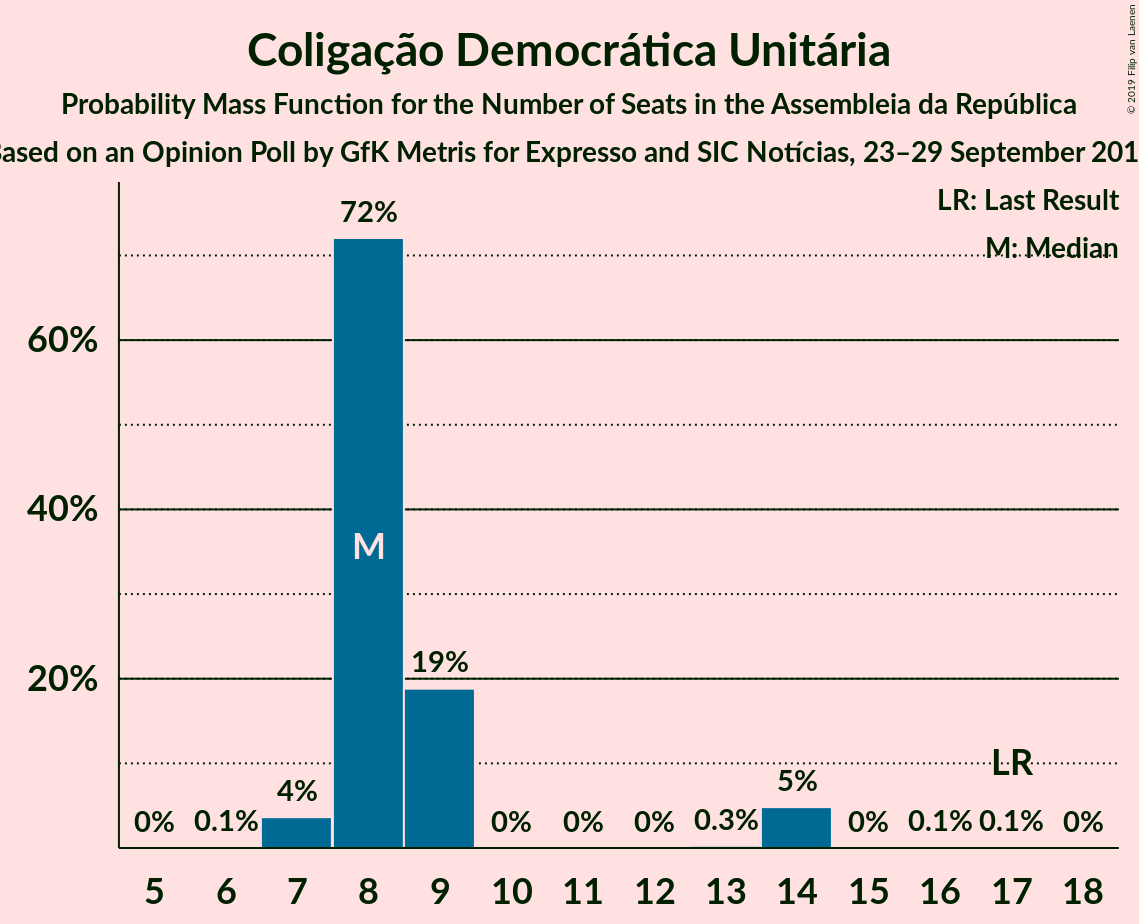 Coligação Democrática Unitária
Probability Mass Function for the Number of Seats in the Assembleia da República
on an Opinion Poll by GfK Metris for Expresso and SIC Notícias, 23–29 September
© 2019 Filip van Laenen
LR: Last Result
M: Median
72%
60%
40%
M
19%
20%
LR
5%
4%
0% 0.1% 0% 0% 0% 0.3% 0% 0.1% 0.1% 0%
5 6 7 8 9 10 11 12 13 14 15 16 17 18